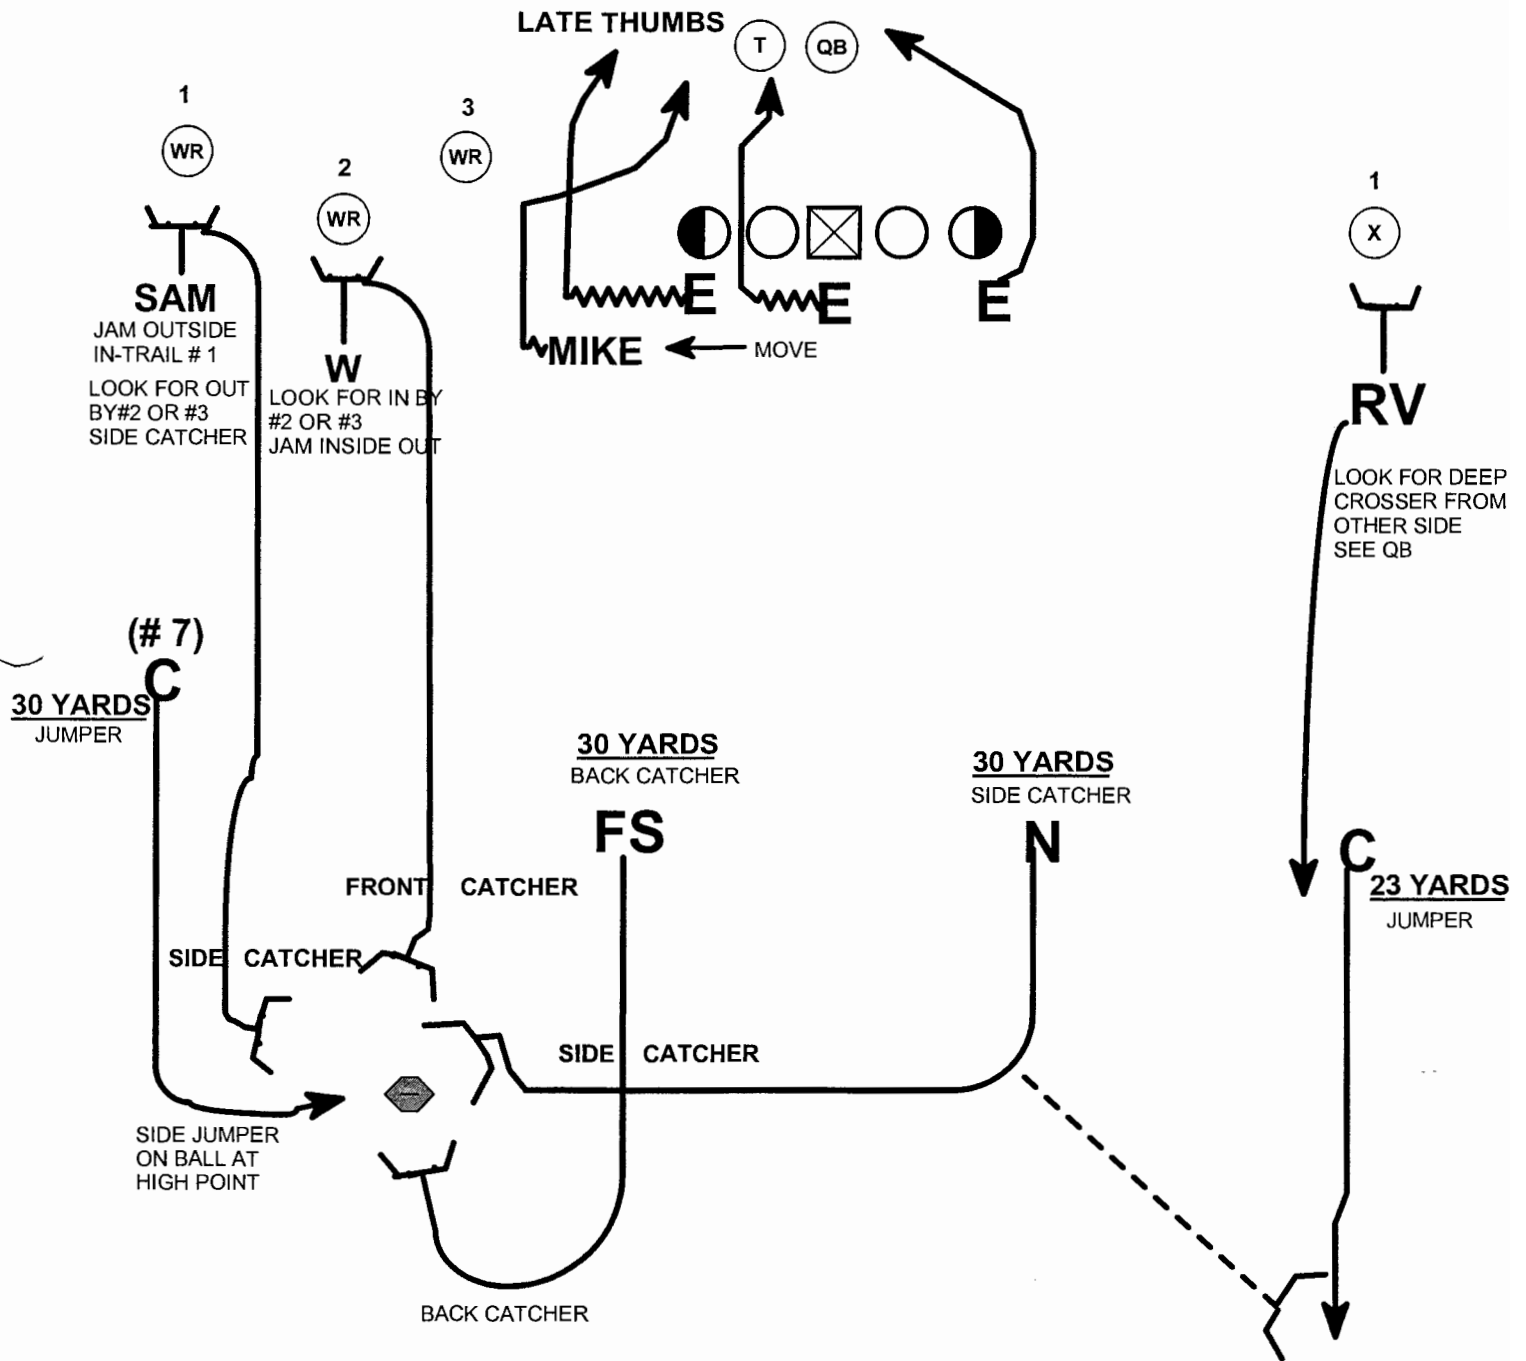 LATE THUMBS
T
QB
1
WR
2
WR
3
WR
1
X
E
E
E
MIKE
MOVE
SAM
JAM OUTSIDE
IN-TRAIL # 1
LOOK FOR OUT
BY#2 OR #3
SIDE CATCHER
W
LOOK FOR IN BY
#2 OR #3
JAM INSIDE OUT
RV
LOOK FOR DEEP
CROSSER FROM
OTHER SIDE
SEE QB
(# 7)
C
30 YARDS
JUMPER
30 YARDS
BACK CATCHER
FS
30 YARDS
SIDE CATCHER
N
C
23 YARDS
JUMPER
FRONT CATCHER
SIDE CATCHER
SIDE CATCHER
SIDE JUMPER
ON BALL AT
HIGH POINT
BACK CATCHER